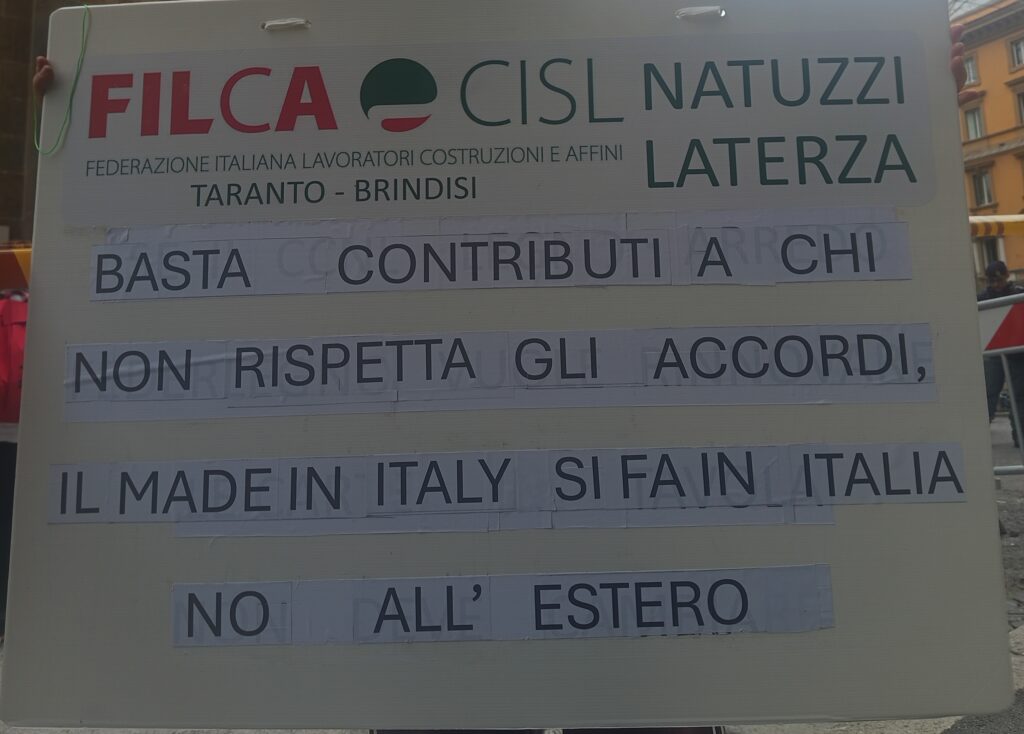 FILCA CISL NATUZZI
FEDERAZIONE ITALIANA LAVORATORI COSTRUZIONI E AFFINI
LATERZA
TARANTO - BRINDISI
BASTA CONTRIBUTI A CHI
NON RISPETTA GLI ACCORDI,
IL MADE IN ITALY SI FA IN ITALIA
NO ALL' ESTERO